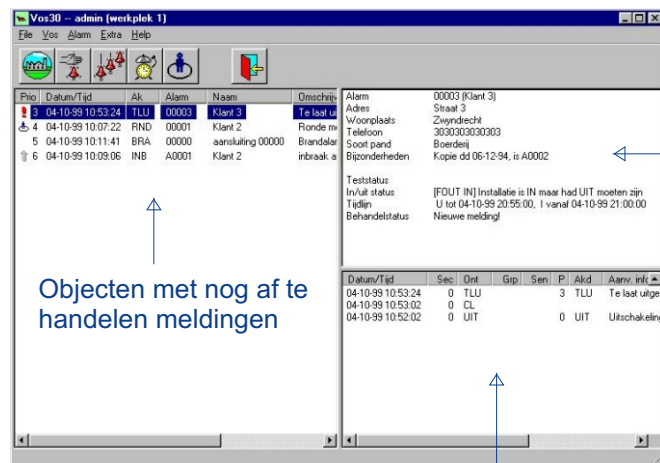 Vos30 -- admin (werkplek 1)
File Vos Alarm Extra Help
Prio Datum/Tijd Ak Alarm Naam Omschrijv
3 04-10-99 10:53:24 TLU 00003 Klant 3 Te laat ui
4 04-10-99 10:07:22 RND 00001 Klant 2 Ronde m
5 04-10-99 10:11:41 BRA 00000 aansluiting 00000 Brandalar
6 04-10-99 10:09:06 INB A0001 Klant 2 inbraak a
Objecten met nog af te
handelen meldingen
Alarm 00003 (Klant 3)
Adres Straat 3
Woonplaats Zwyndrecht
Telefoon 3030303030303
Soort pand Boerderij
Bijzonderheden Kopie dd 06-12-94, is A0002
Teststatus
In/uit status [FOUT IN] Installatie is IN maar had UIT moeten zijn
Tijdlijn U tot 04-10-99 20:55:00, I vanaf 04-10-99 21:00:00
Behandelstatus Nieuwe melding!
Datum/Tijd Sec Ont Grp Sen P Akd Aanv. info
04-10-99 10:53:24 0 TLU 3 TLU Te laat uitge
04-10-99 10:53:02 0 CL
04-10-99 10:52:02 0 UIT 0 UIT Uitschakeling